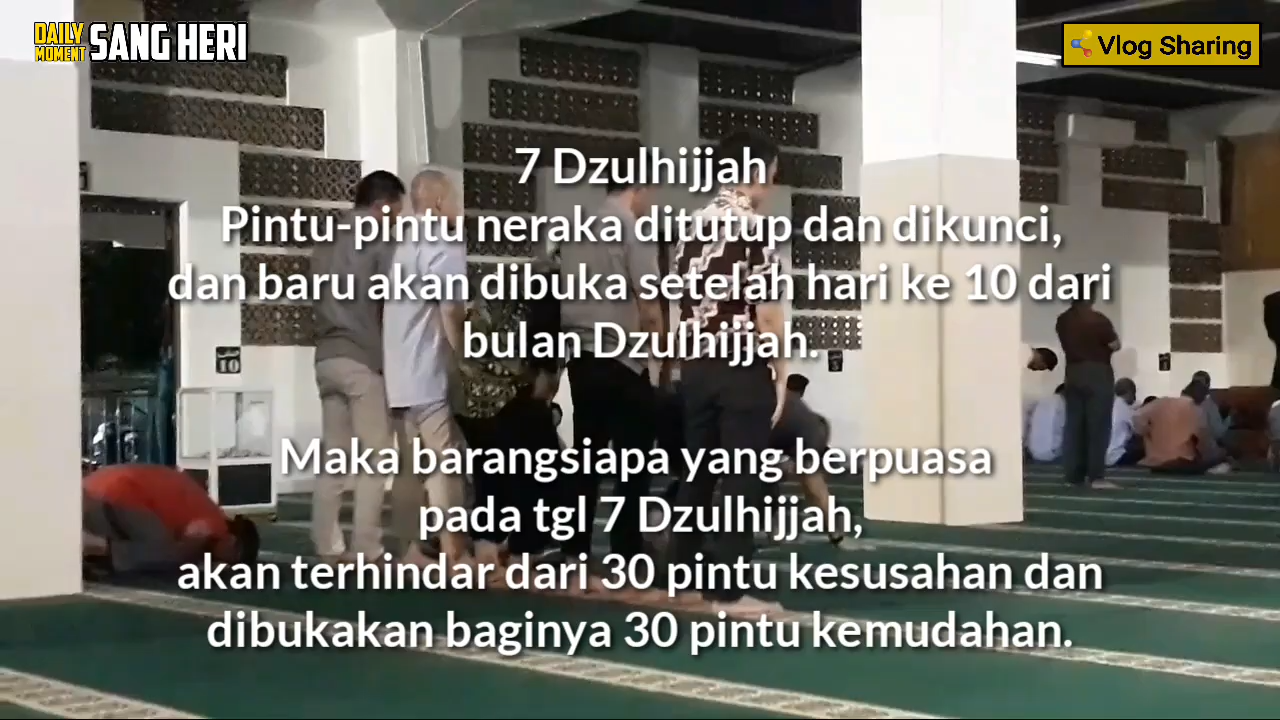 DAILY
MOMENT
SANG HERI
Vlog Sharing
7 Dzulhijjah
Pintu-pintu neraka ditutup dan dikunci,
dan baru akan dibuka setelah hari ke 10 dari
bulan Dzulhijjah.
Maka barangsiapa yang berpuasa
pada tgl 7 Dzulhijjah,
akan terhindar dari 30 pintu kesusahan dan
dibukakan baginya 30 pintu kemudahan.
10